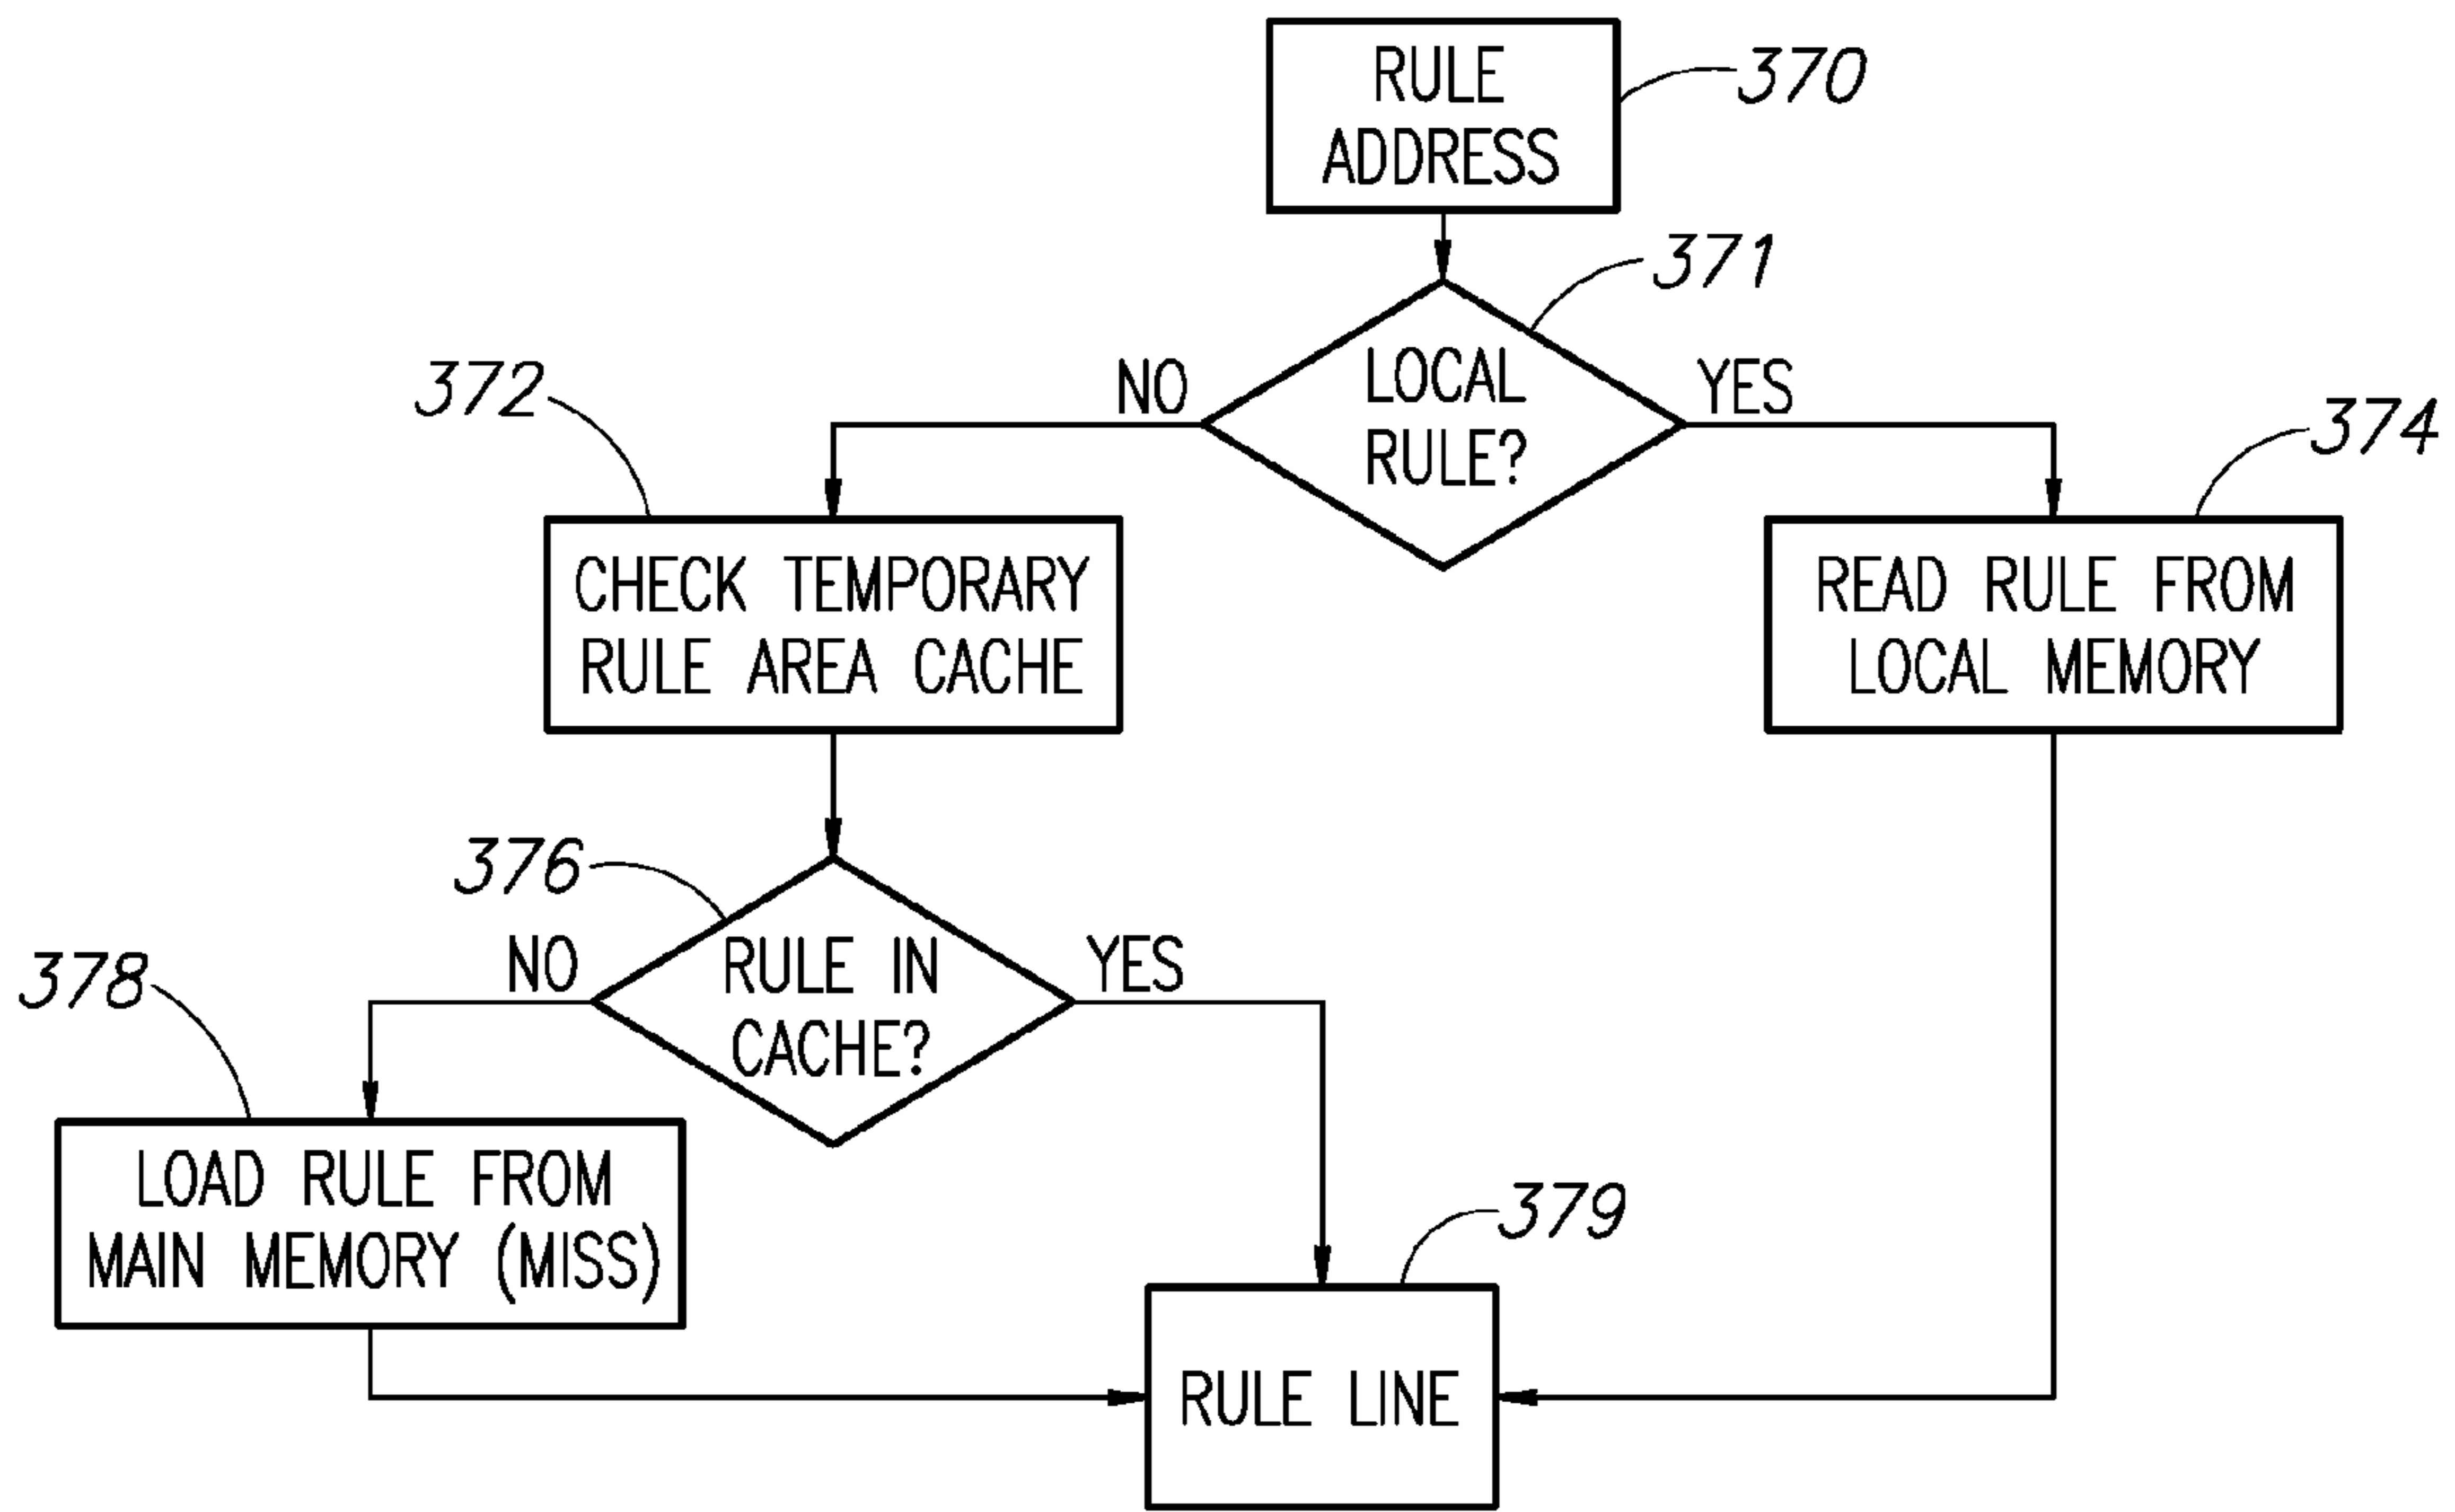 RULE
ADDRESS
370
371
LOCAL
RULE?
NO
YES
372
374
CHECK TEMPORARY
RULE AREA CACHE
READ RULE FROM
LOCAL MEMORY
376
RULE IN
CACHE?
NO
YES
378
LOAD RULE FROM
MAIN MEMORY (MISS)
379
RULE LINE